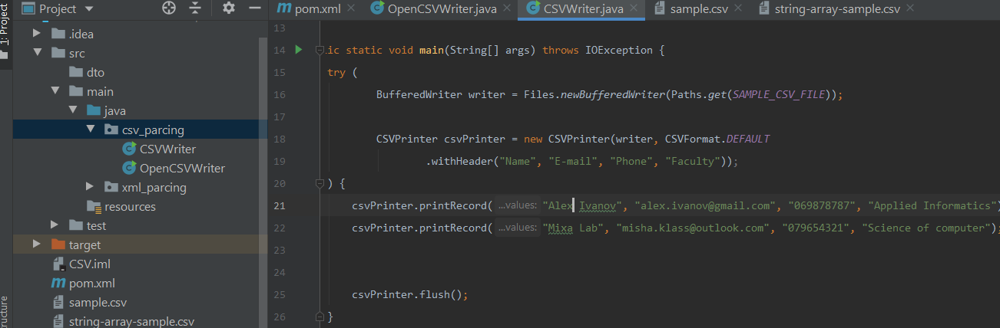 1: Project
Project
pom.xml OpenCSVWriter.java CSVWriter.java sample.csv string-array-sample.csv
.idea
src
dto
main
java
csv_parcing
CSVWriter
OpenCSVWriter
xml_parcing
resources
test
target
CSV.iml
pom.xml
sample.csv
string-array-sample.csv
ructure
13
14 ic static void main(String[] args) throws IOException {
15 try (
16 BufferedWriter writer = Files.newBufferedWriter(Paths.get(SAMPLE_CSV_FILE));
17
18 CSVPrinter csvPrinter = new CSVPrinter(writer, CSVFormat.DEFAULT
19 .withHeader("Name", "E-mail", "Phone", "Faculty"));
20 ) {
21 csvPrinter.printRecord( ...values: "Alex Ivanov", "alex.ivanov@gmail.com", "069878787", "Applied Informatics")
22 csvPrinter.printRecord( ...values: "Mixa Lab", "misha.klass@outlook.com", "079654321", "Science of computer");
23
24
25 csvPrinter.flush();
26 }